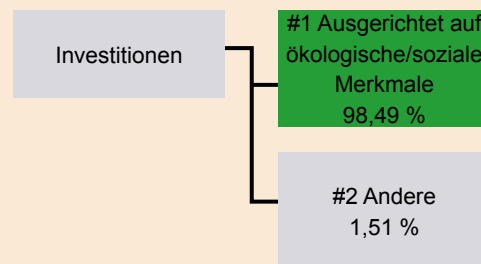 Investitionen
#1 Ausgerichtet auf
ökologische/soziale
Merkmale
98,49 %
#2 Andere
1,51 %